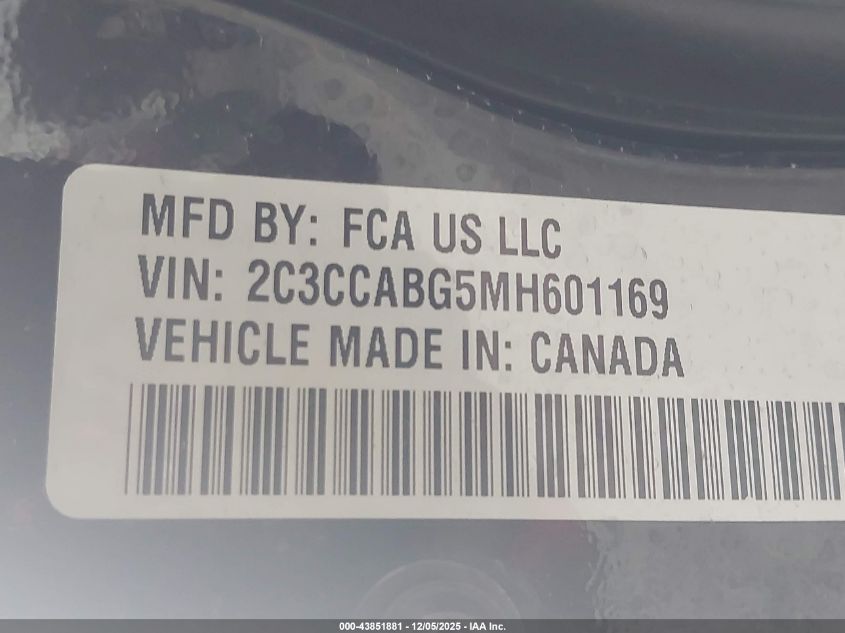 MFD BY: FCA US LLC
VIN: 2C3CCABG5MH601169
VEHICLE MADE IN: CANADA
000-43851881 - 12/05/2025 - IAA Inc.